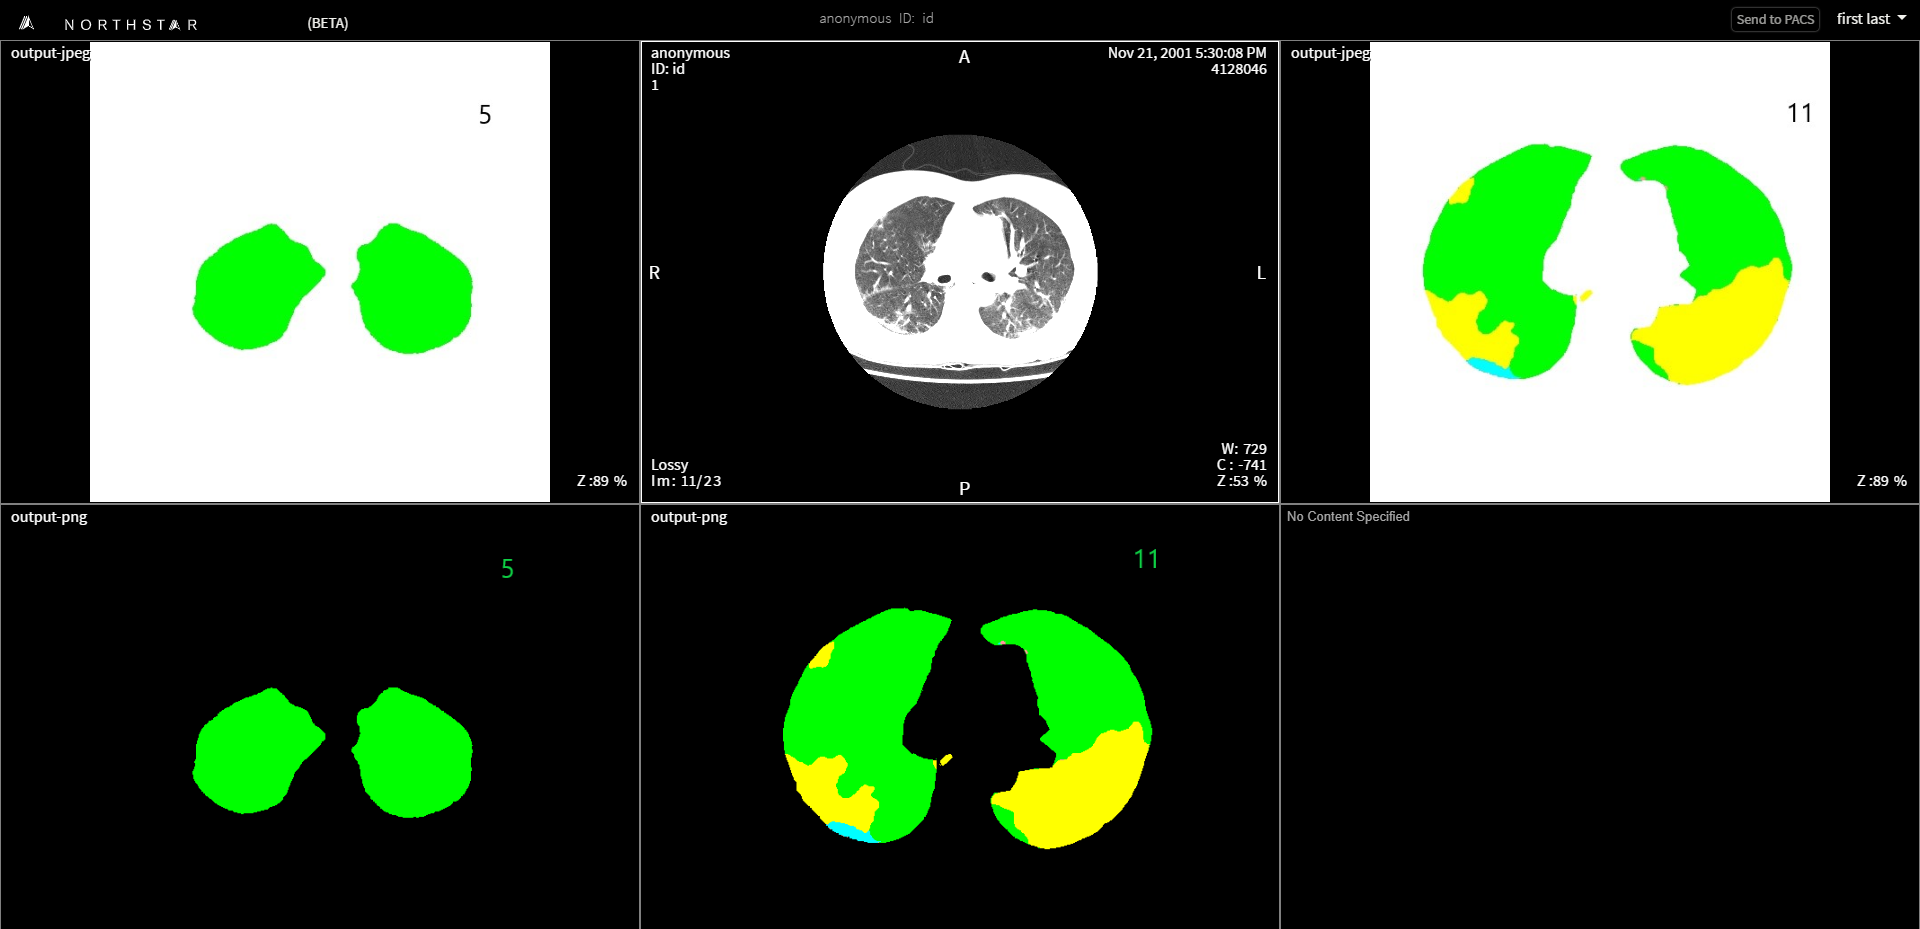 NORTHSTAR (BETA) anonymous ID: id Send to PACS first last
output-jpeg
5
Z :89 %
anonymous
ID: id
1
A
Nov 21, 2001 5:30:08 PM
4128046
R
L
Lossy
Im: 11/23
W: 729
C : -741
Z :53 %
P
output-jpeg
11
Z :89 %
output-png
5
output-png
11
No Content Specified